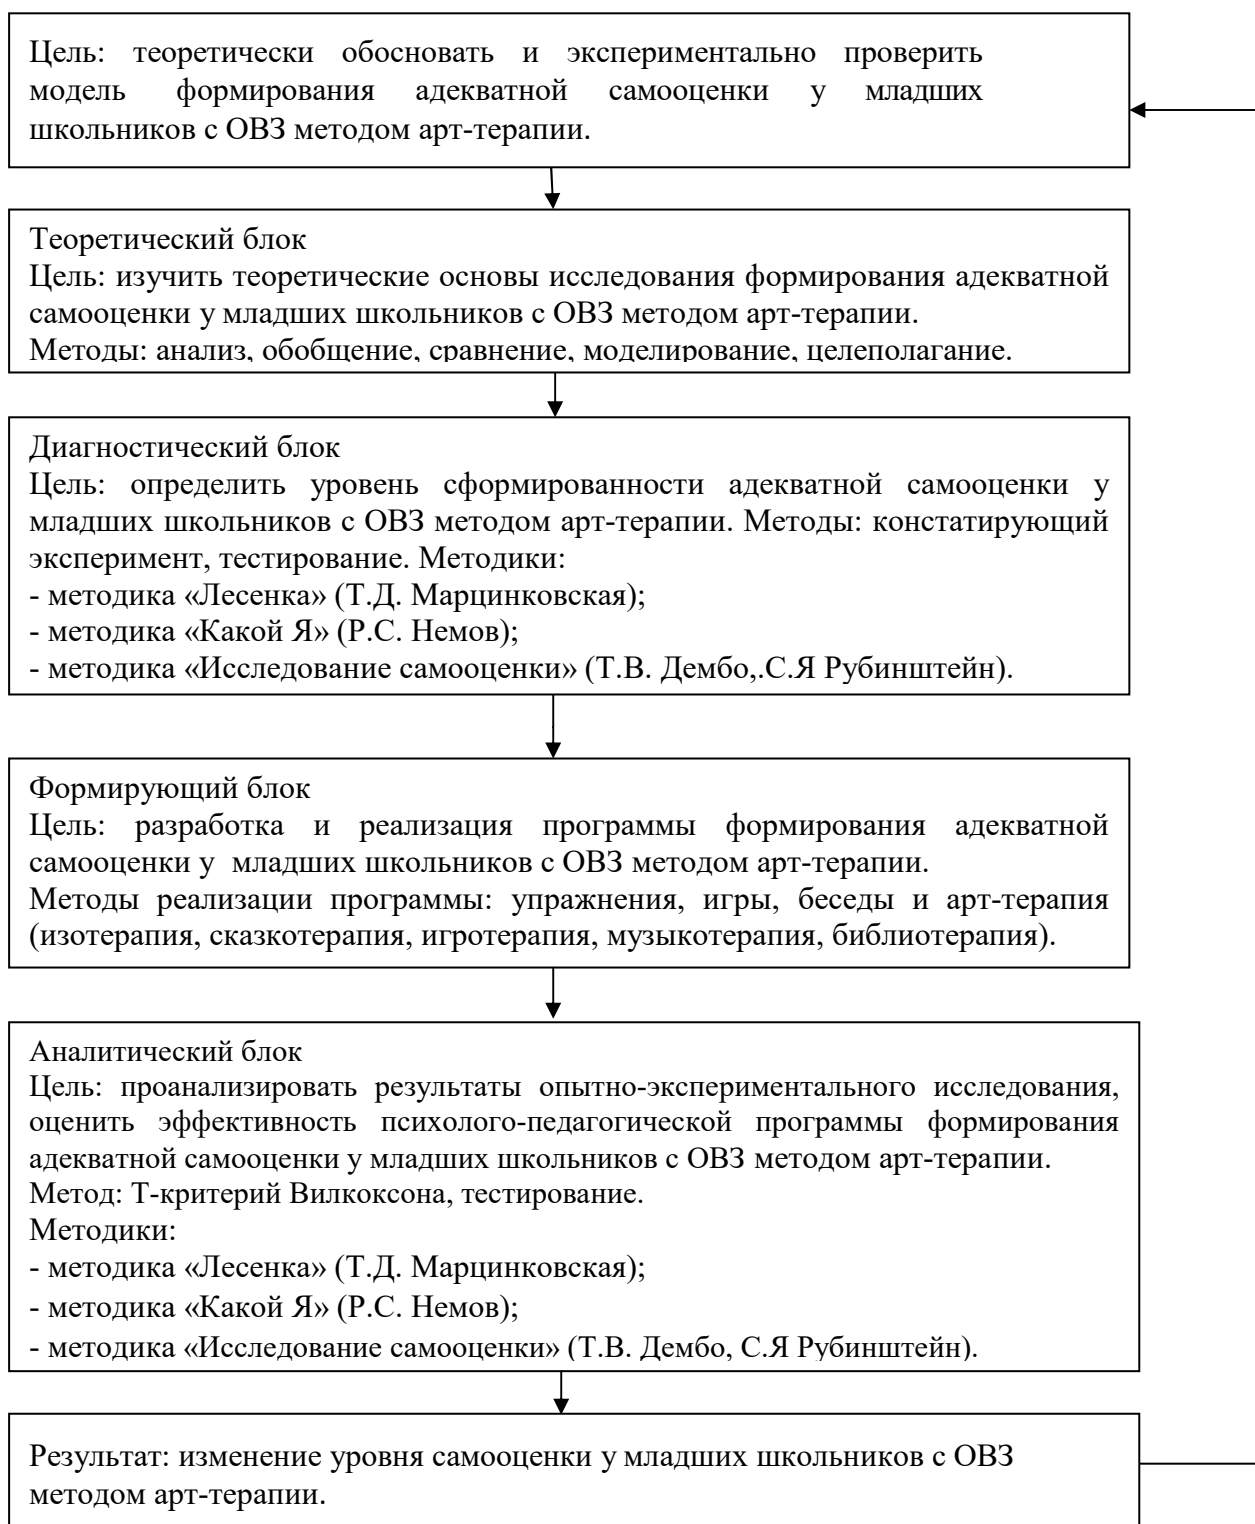 Цель: теоретически обосновать и экспериментально проверить
модель формирования адекватной самооценки у младших
школьников с ОВЗ методом арт-терапии.
Теоретический блок
Цель: изучить теоретические основы исследования формирования адекватной
самооценки у младших школьников с ОВЗ методом арт-терапии.
Методы: анализ, обобщение, сравнение, моделирование, целеполагание.
Диагностический блок
Цель: определить уровень сформированности адекватной самооценки у
младших школьников с ОВЗ методом арт-терапии. Методы: констатирующий
эксперимент, тестирование. Методики:
- методика «Лесенка» (Т.Д. Марцинковская);
- методика «Какой Я» (Р.С. Немов);
- методика «Исследование самооценки» (Т.В. Дембо,.С.Я Рубинштейн).
Формирующий блок
Цель: разработка и реализация программы формирования адекватной
самооценки у младших школьников с ОВЗ методом арт-терапии.
Методы реализации программы: упражнения, игры, беседы и арт-терапия
(изотерапия, сказкотерапия, игротерапия, музыкотерапия, библиотерапия).
Аналитический блок
Цель: проанализировать результаты опытно-экспериментального исследования,
оценить эффективность психолого-педагогической программы формирования
адекватной самооценки у младших школьников с ОВЗ методом арт-терапии.
Метод: Т-критерий Вилкоксона, тестирование.
Методики:
- методика «Лесенка» (Т.Д. Марцинковская);
- методика «Какой Я» (Р.С. Немов);
- методика «Исследование самооценки» (Т.В. Дембо, С.Я Рубинштейн).
Результат: изменение уровня самооценки у младших школьников с ОВЗ
методом арт-терапии.